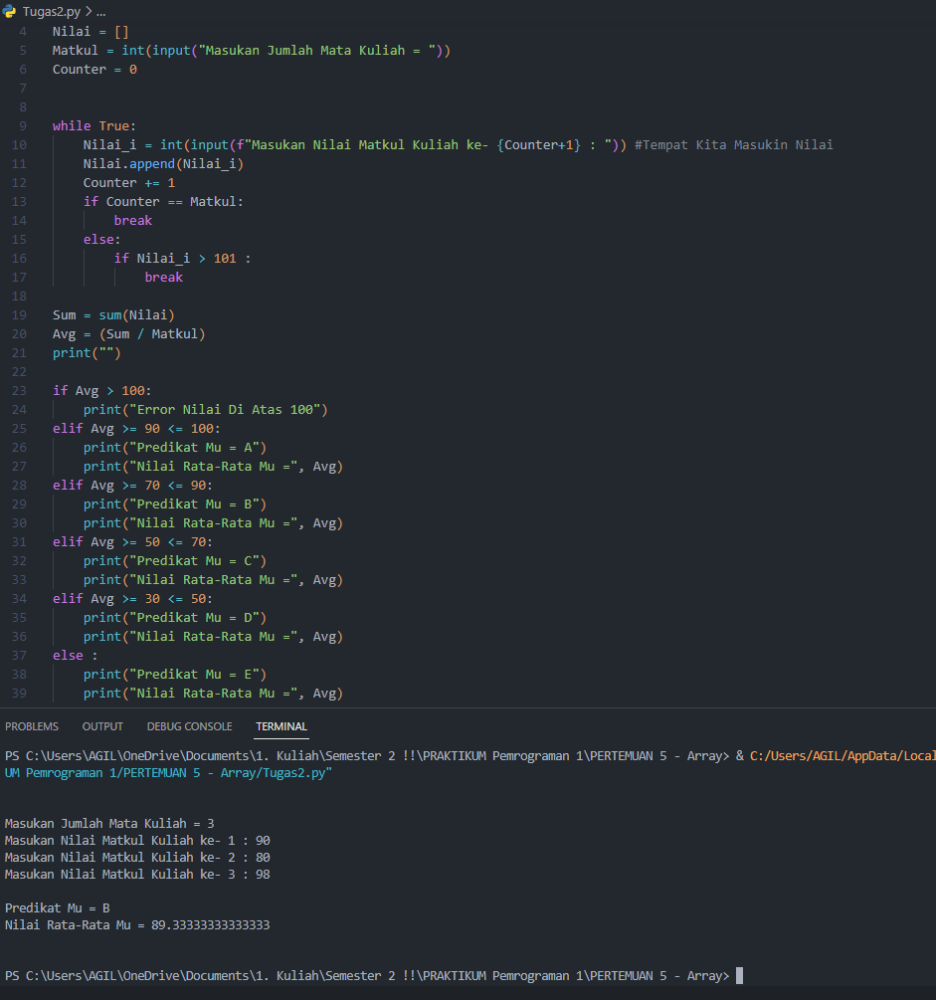 Tugas2.py > ...
4 Nilai = []
5 Matkul = int(input("Masukan Jumlah Mata Kuliah = "))
6 Counter = 0
7
8
9 while True:
10 Nilai_i = int(input(f"Masukan Nilai Matkul Kuliah ke- {Counter+1} : ")) #Tempat Kita Masukin Nilai
11 Nilai.append(Nilai_i)
12 Counter += 1
13 if Counter == Matkul:
14 break
15 else:
16 if Nilai_i > 101 :
17 break
18
19 Sum = sum(Nilai)
20 Avg = (Sum / Matkul)
21 print("")
22
23 if Avg > 100:
24 print("Error Nilai Di Atas 100")
25 elif Avg >= 90 <= 100:
26 print("Predikat Mu = A")
27 print("Nilai Rata-Rata Mu =", Avg)
28 elif Avg >= 70 <= 90:
29 print("Predikat Mu = B")
30 print("Nilai Rata-Rata Mu =", Avg)
31 elif Avg >= 50 <= 70:
32 print("Predikat Mu = C")
33 print("Nilai Rata-Rata Mu =", Avg)
34 elif Avg >= 30 <= 50:
35 print("Predikat Mu = D")
36 print("Nilai Rata-Rata Mu =", Avg)
37 else :
38 print("Predikat Mu = E")
39 print("Nilai Rata-Rata Mu =", Avg)
PROBLEMS OUTPUT DEBUG CONSOLE TERMINAL
PS C:\Users\AGIL\OneDrive\Documents\1. Kuliah\Semester 2 !!\PRAKTIKUM Pemrograman 1\PERTEMUAN 5 - Array> & C:/Users/AGIL/AppData/Local
UM Pemrograman 1/PERTEMUAN 5 - Array/Tugas2.py"
Masukan Jumlah Mata Kuliah = 3
Masukan Nilai Matkul Kuliah ke- 1 : 90
Masukan Nilai Matkul Kuliah ke- 2 : 80
Masukan Nilai Matkul Kuliah ke- 3 : 98
Predikat Mu = B
Nilai Rata-Rata Mu = 89.33333333333333
PS C:\Users\AGIL\OneDrive\Documents\1. Kuliah\Semester 2 !!\PRAKTIKUM Pemrograman 1\PERTEMUAN 5 - Array>